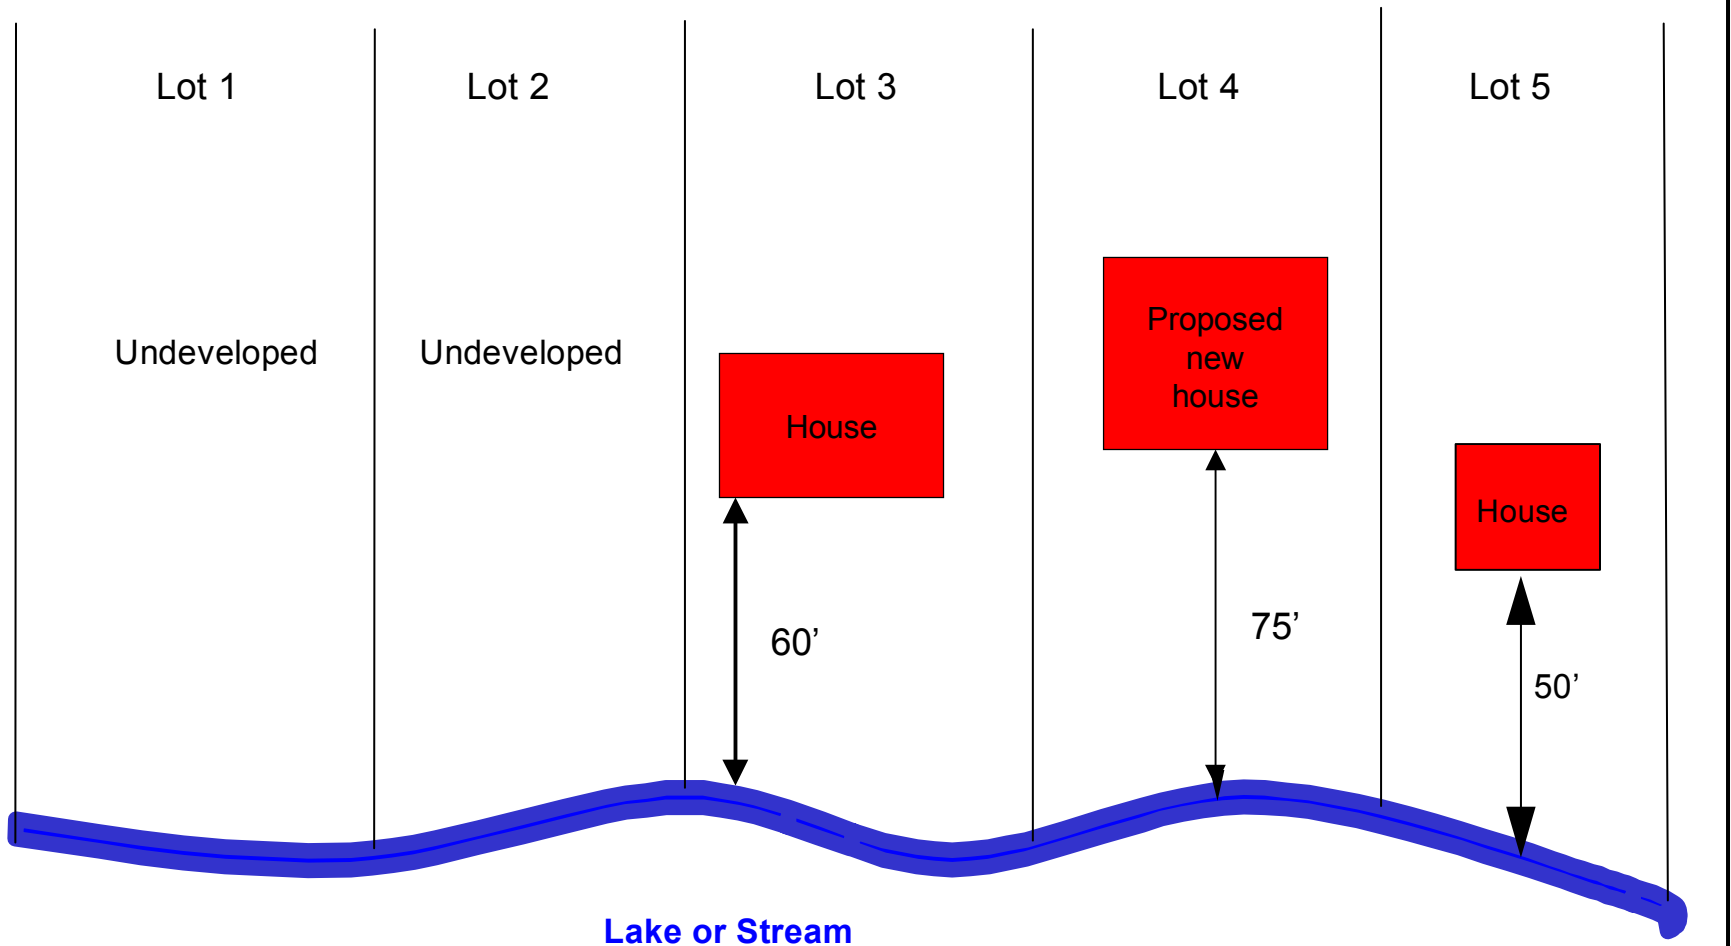 Lot 1
Lot 2
Lot 3
Lot 4
Lot 5
Undeveloped
Undeveloped
House
Proposed
new
house
House
60’
75’
50’
Lake or Stream